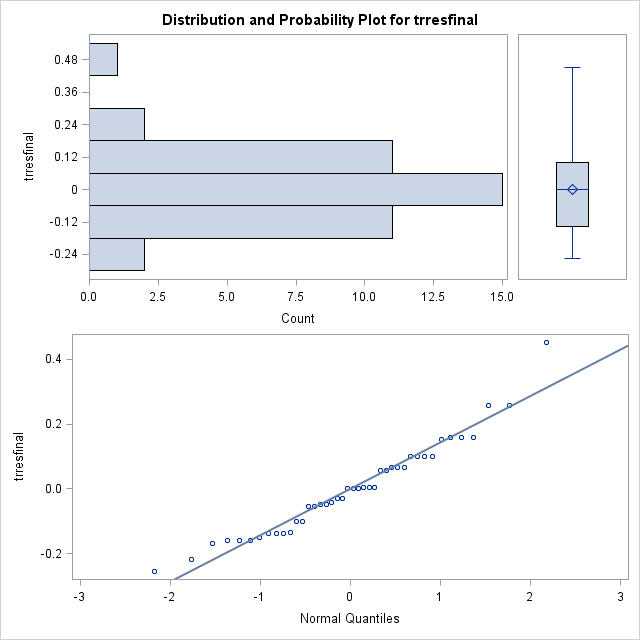 Distribution and Probability Plot for trresfinal
trresfinal
0.48
0.36
0.24
0.12
0
-0.12
-0.24
0.0 2.5 5.0 7.5 10.0 12.5 15.0
Count
trresfinal
0.4
0.2
0.0
-0.2
-3 -2 -1 0 1 2 3
Normal Quantiles